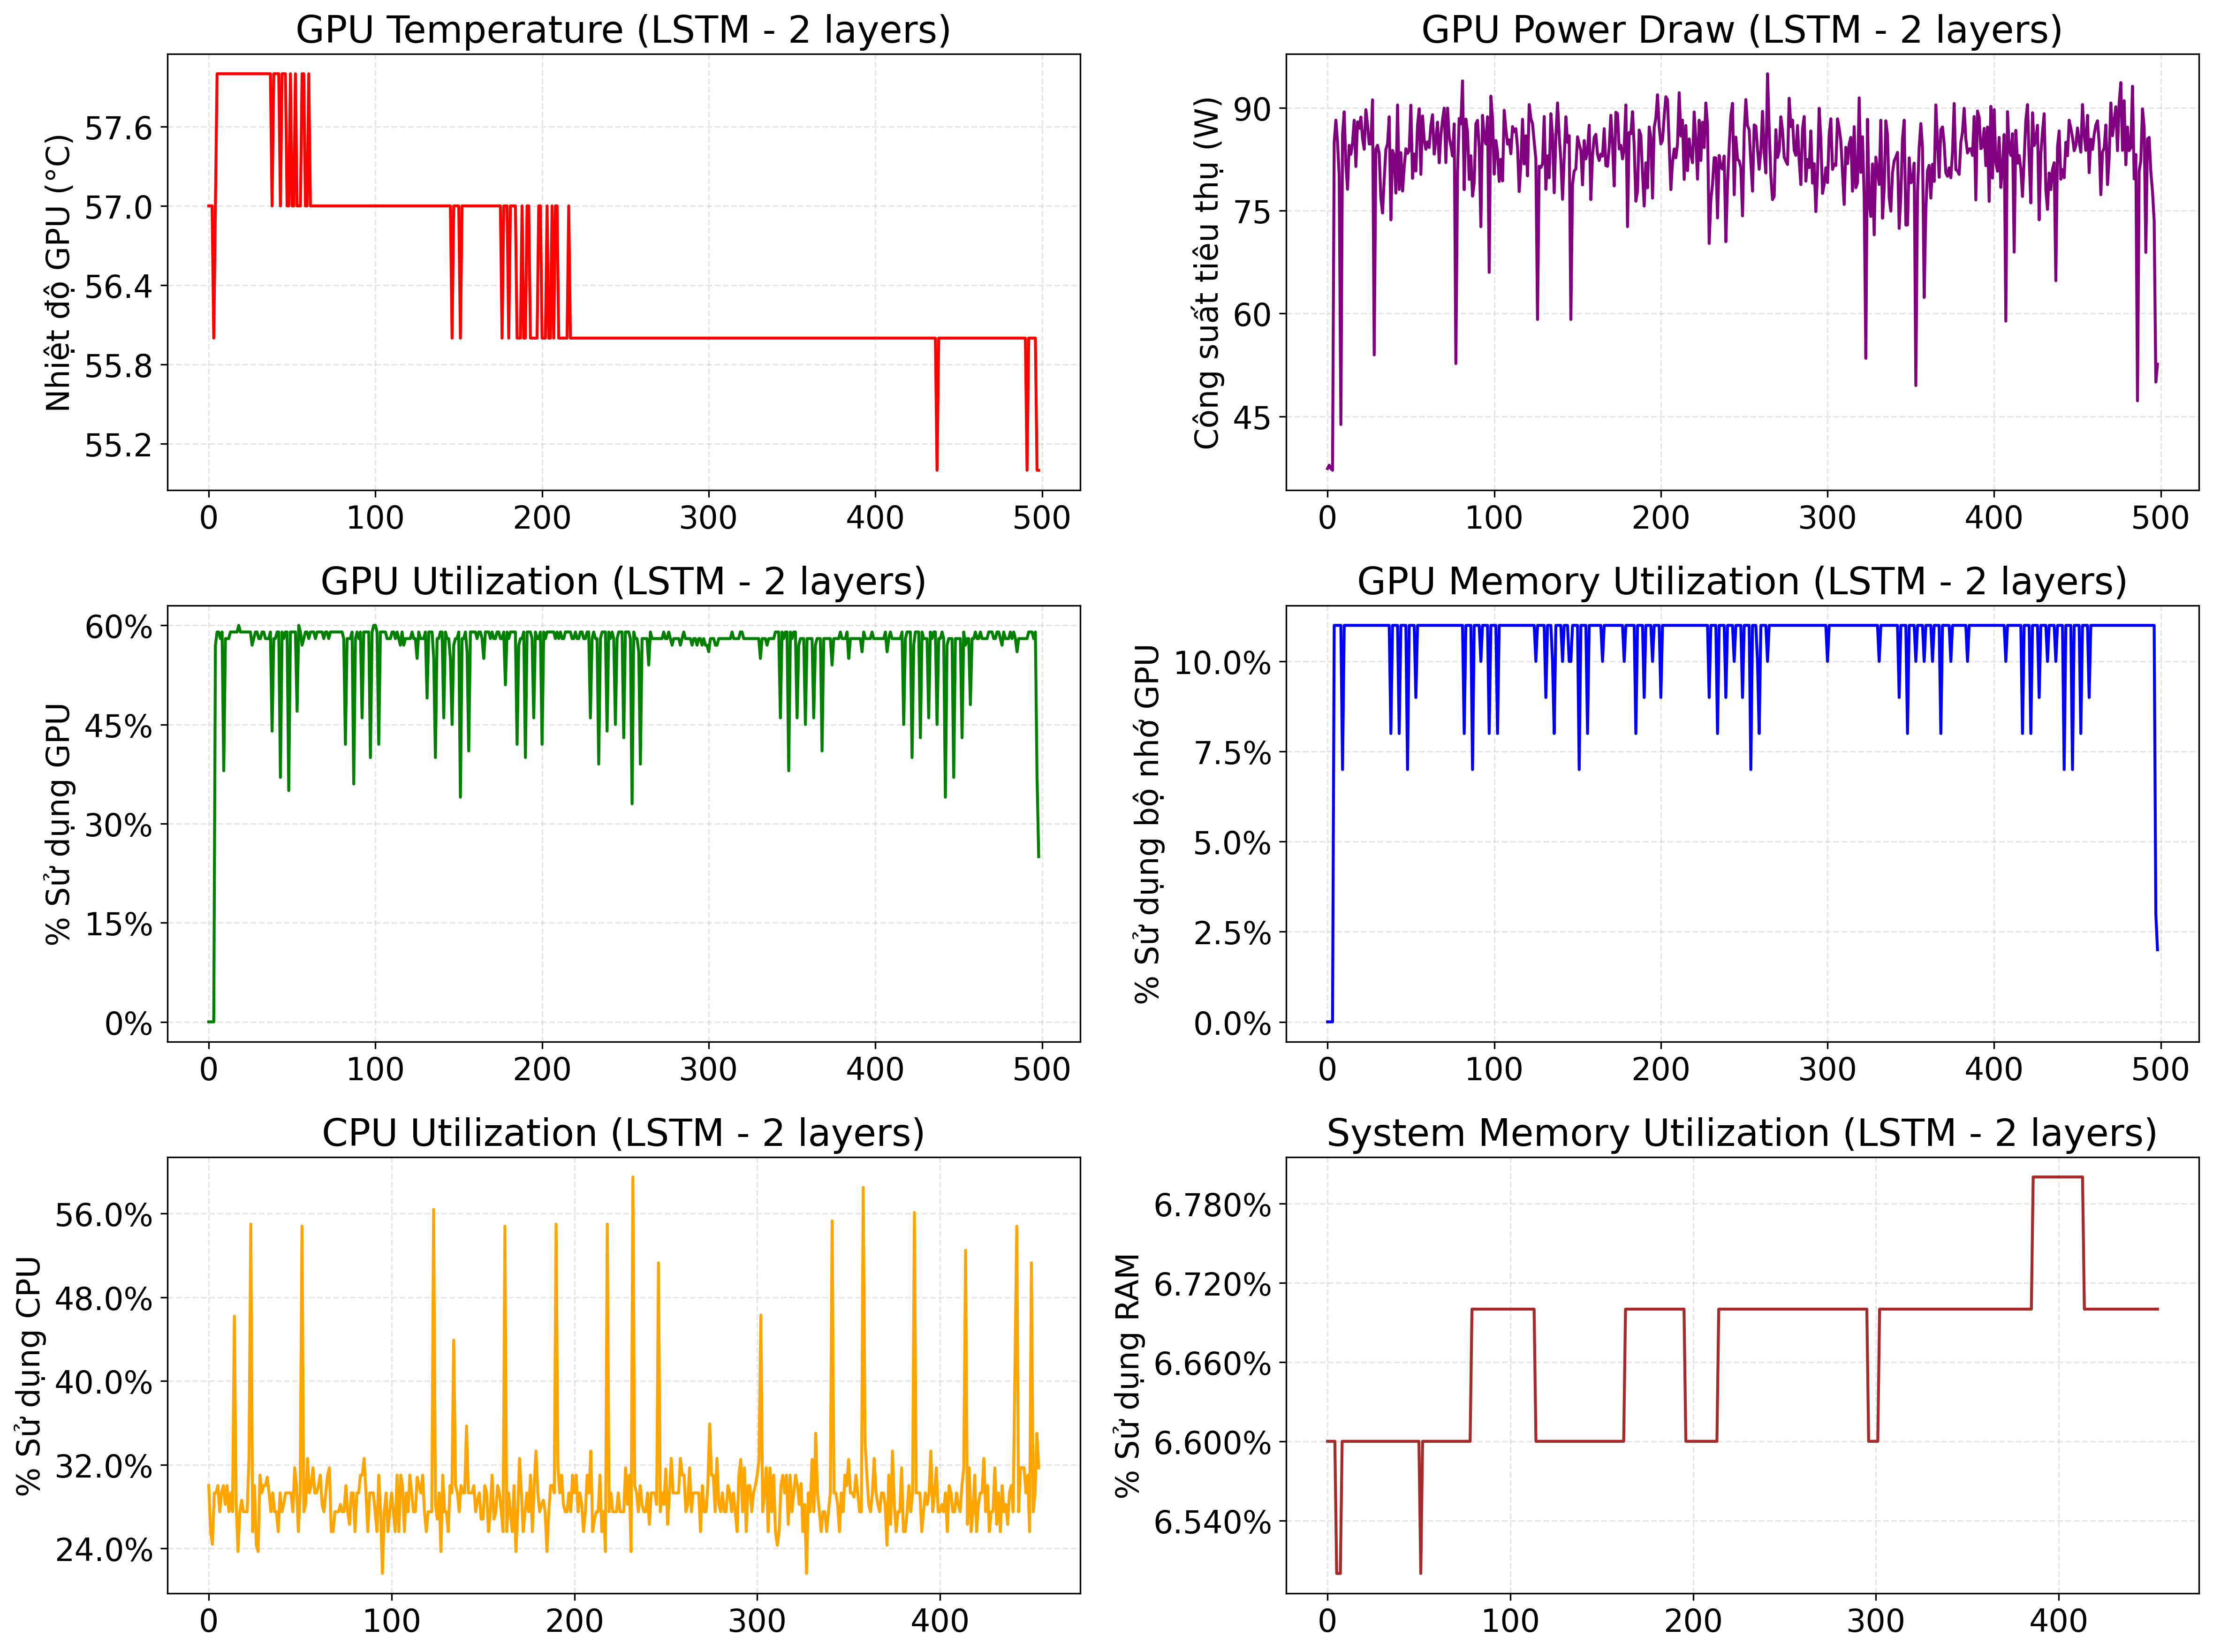 GPU Temperature (LSTM - 2 layers)
Nhiệt độ GPU (°C)
57.6
57.0
56.4
55.8
55.2
0 100 200 300 400 500
GPU Power Draw (LSTM - 2 layers)
Công suất tiêu thụ (W)
90
75
60
45
0 100 200 300 400 500
GPU Utilization (LSTM - 2 layers)
% Sử dụng GPU
60%
45%
30%
15%
0%
0 100 200 300 400 500
GPU Memory Utilization (LSTM - 2 layers)
% Sử dụng bộ nhớ GPU
10.0%
7.5%
5.0%
2.5%
0.0%
0 100 200 300 400 500
CPU Utilization (LSTM - 2 layers)
% Sử dụng CPU
56.0%
48.0%
40.0%
32.0%
24.0%
0 100 200 300 400
System Memory Utilization (LSTM - 2 layers)
% Sử dụng RAM
6.780%
6.720%
6.660%
6.600%
6.540%
0 100 200 300 400